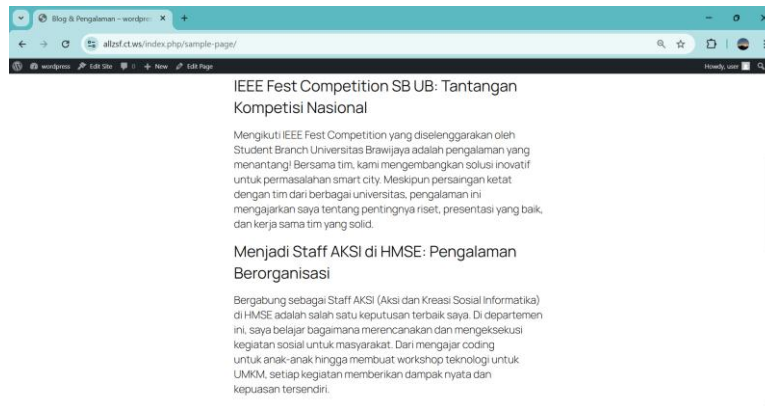 Blog & Pengalaman – wordpre
allzsf.ct.ws/index.php/sample-page/
wordpress Edit Site 0 New Edit Page Howdy, user
IEEE Fest Competition SB UB: Tantangan
Kompetisi Nasional
Mengikuti IEEE Fest Competition yang diselenggarakan oleh
Student Branch Universitas Brawijaya adalah pengalaman yang
menantang! Bersama tim, kami mengembangkan solusi inovatif
untuk permasalahan smart city. Meskipun persaingan ketat
dengan tim dari berbagai universitas, pengalaman ini
mengajarkan saya tentang pentingnya riset, presentasi yang baik,
dan kerja sama tim yang solid.
Menjadi Staff AKSI di HMSE: Pengalaman
Berorganisasi
Bergabung sebagai Staff AKSI (Aksi dan Kreasi Sosial Informatika)
di HMSE adalah salah satu keputusan terbaik saya. Di departemen
ini, saya belajar bagaimana merencanakan dan mengeksekusi
kegiatan sosial untuk masyarakat. Dari mengajar coding
untuk anak-anak hingga membuat workshop teknologi untuk
UMKM, setiap kegiatan memberikan dampak nyata dan
kepuasan tersendiri.